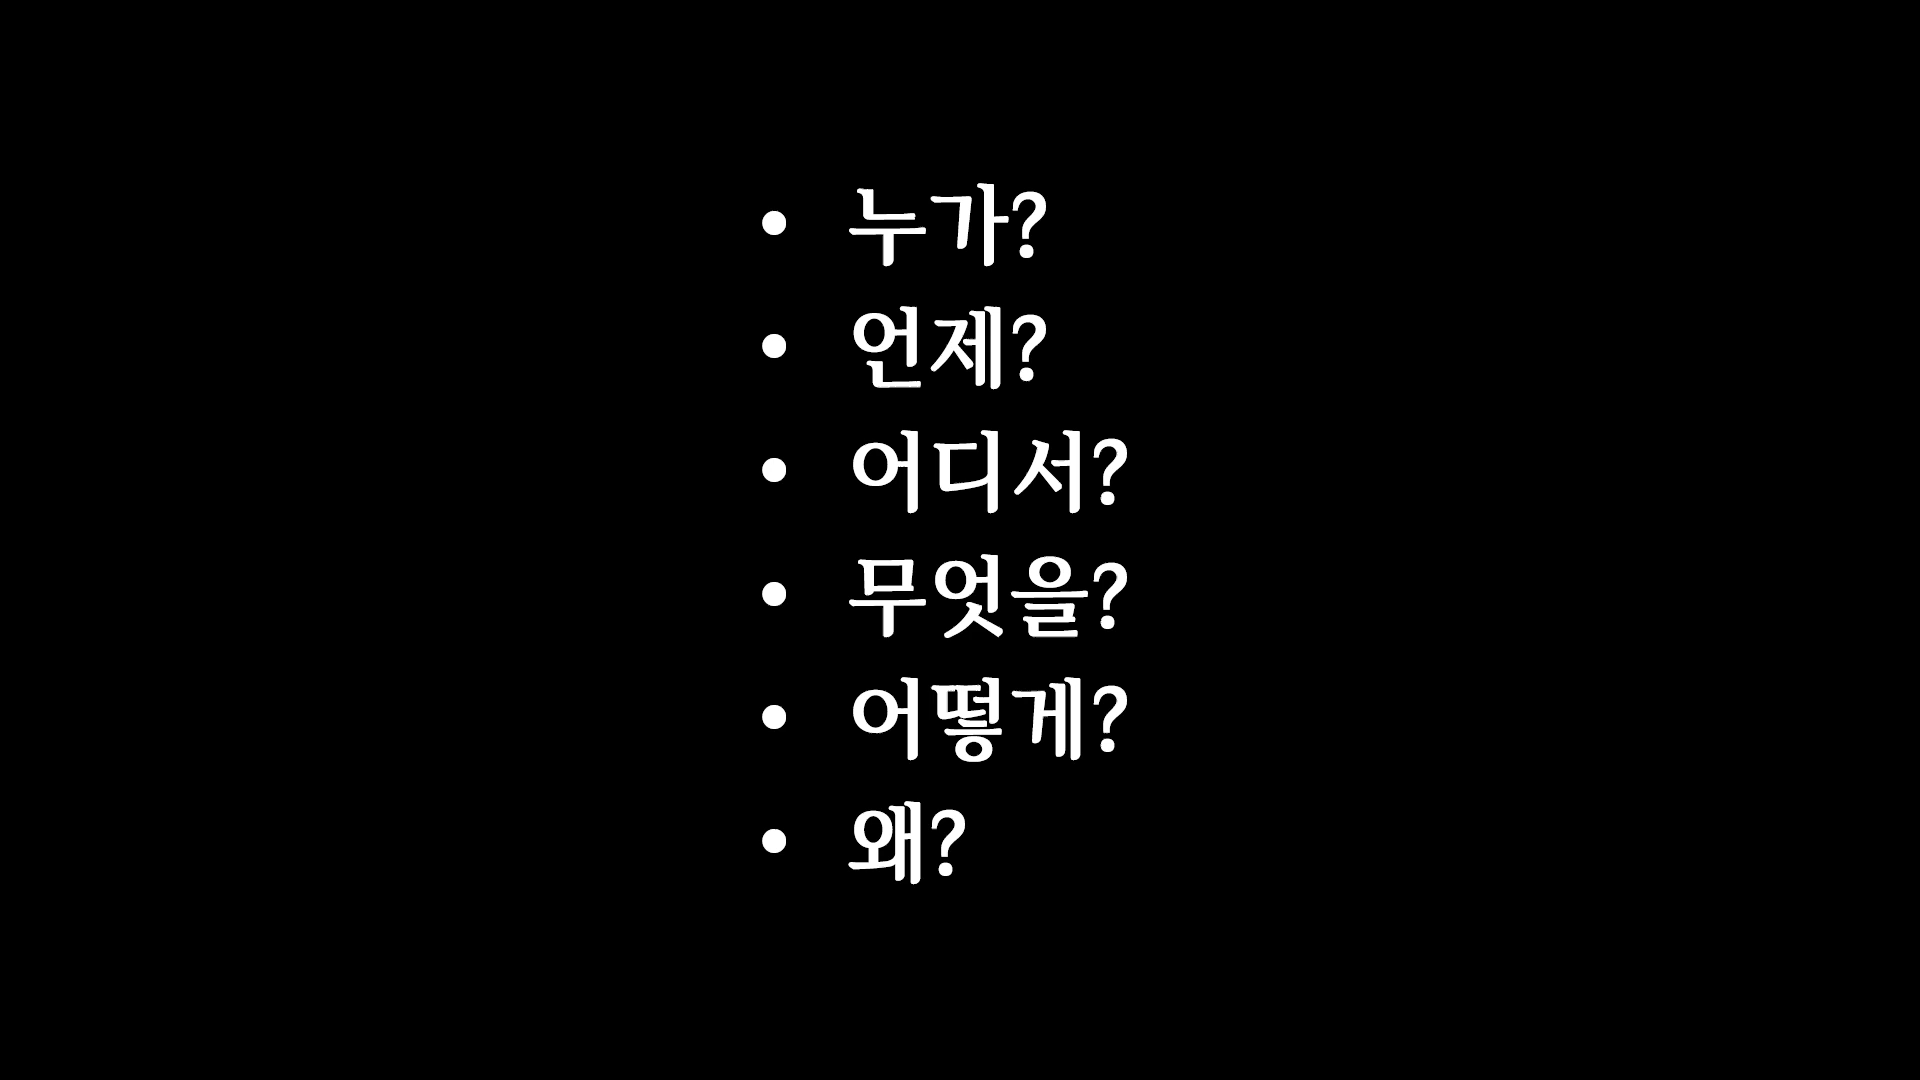 • 누가?
• 언제?
• 어디서?
• 무엇을?
• 어떻게?
• 왜?